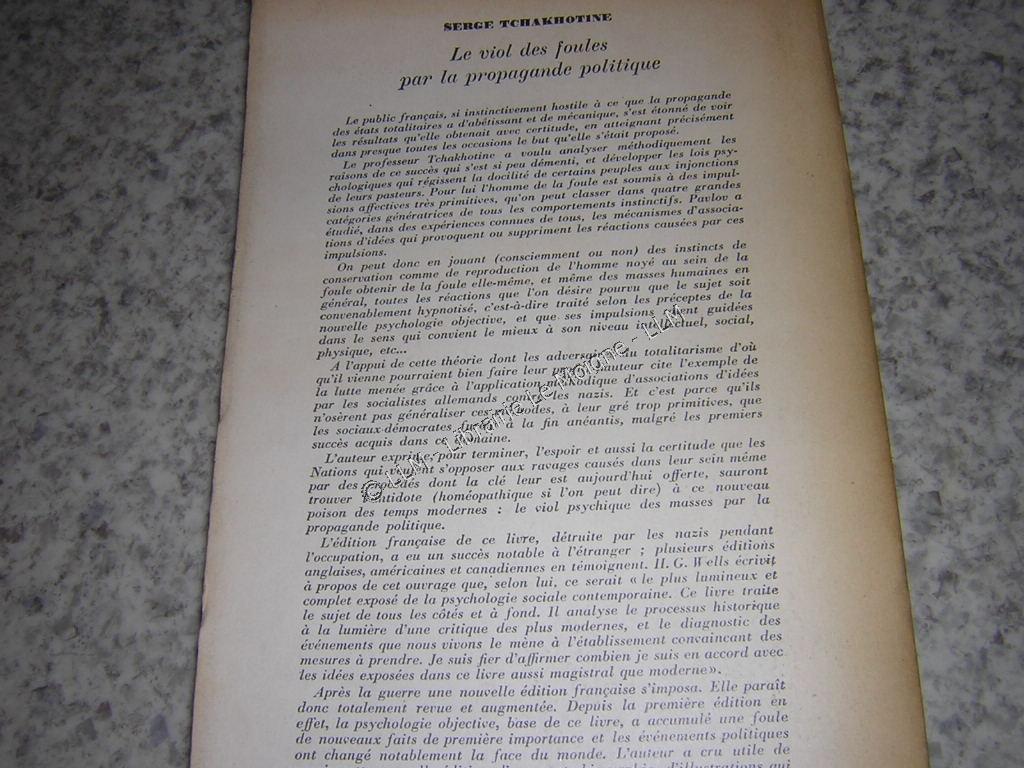 SERGE TCHAKHOTINE
Le viol des foules
par la propagande politique
Le public français, si instinctivement hostile à ce que la propagande
des états totalitaires a d'abêtissant et de mécanique, s'est étonné de voir
les résultats qu'elle obtenait avec certitude, en atteignant précisément
dans presque toutes les occasions le but qu'elle s'était proposé.
Le professeur Tchakhotine a voulu analyser méthodiquement les
raisons de ce succès qui s'est si peu démenti, et développer les lois psy-
chologiques qui régissent la docilité de certains peuples aux injonctions
de leurs pasteurs. Pour lui l'homme de la foule est soumis à des impul-
sions affectives très primitives, qu'on peut classer dans quatre grandes
catégories génératrices de tous les comportements instinctifs. Pavlov a
étudié, dans des expériences connues de tous, les mécanismes d'associa-
tions d'idées qui provoquent ou suppriment les réactions causées par ces
impulsions.
On peut donc en jouant (consciemment ou non) des instincts de
conservation comme de reproduction de l'homme noyé au sein de la
foule obtenir de la foule elle-même, et même des masses humaines en
général, toutes les réactions que l'on désire pourvu que le sujet soit
convenablement hypnotisé, c'est-à-dire traité selon les préceptes de la
nouvelle psychologie objective, et que ses impulsions soient guidées
dans le sens qui convient le mieux à son niveau intellectuel, social,
physique, etc...
A l'appui de cette théorie dont les adversaires du totalitarisme d'où
qu'il vienne pourraient bien faire leur l'auteur cite l'exemple de
la lutte menée grâce à l'application méthodique d'associations d'idées
par les socialistes allemands contre les nazis. Et c'est parce qu'ils
n'osèrent pas généraliser ces méthodes, à leur gré trop primitives, que
les sociaux-démocrates furent à la fin anéantis, malgré les premiers
succès acquis dans ce domaine.
L'auteur exprime, pour terminer, l'espoir et aussi la certitude que les
Nations qui veulent s'opposer aux ravages causés dans leur sein même
par des procédés dont la clé leur est aujourd'hui offerte, sauront
trouver l'antidote (homéopathique si l'on peut dire) à ce nouveau
poison des temps modernes : le viol psychique des masses par la
propagande politique.
L'édition française de ce livre, détruite par les nazis pendant
l'occupation, a eu un succès notable à l'étranger ; plusieurs éditions
anglaises, américaines et canadiennes en témoignent. H. G. Wells écrivit
à propos de cet ouvrage que, selon lui, ce serait « le plus lumineux et
complet exposé de la psychologie sociale contemporaine. Ce livre traite
le sujet de tous les côtés et à fond. Il analyse le processus historique
à la lumière d'une critique des plus modernes, et le diagnostic des
événements que nous vivons le mène à l'établissement convaincant des
mesures à prendre. Je suis fier d'affirmer combien je suis en accord avec
les idées exposées dans ce livre aussi magistral que moderne».
Après la guerre une nouvelle édition française s'imposa. Elle paraît
donc totalement revue et augmentée. Depuis la première édition en
effet, la psychologie objective, base de ce livre, a accumulé une foule
de nouveaux faits de première importance et les événements politiques
ont changé notablement la face du monde. L'auteur a cru utile de
d'illustrations qui
© LLM - Librairie Le Moione - LLM